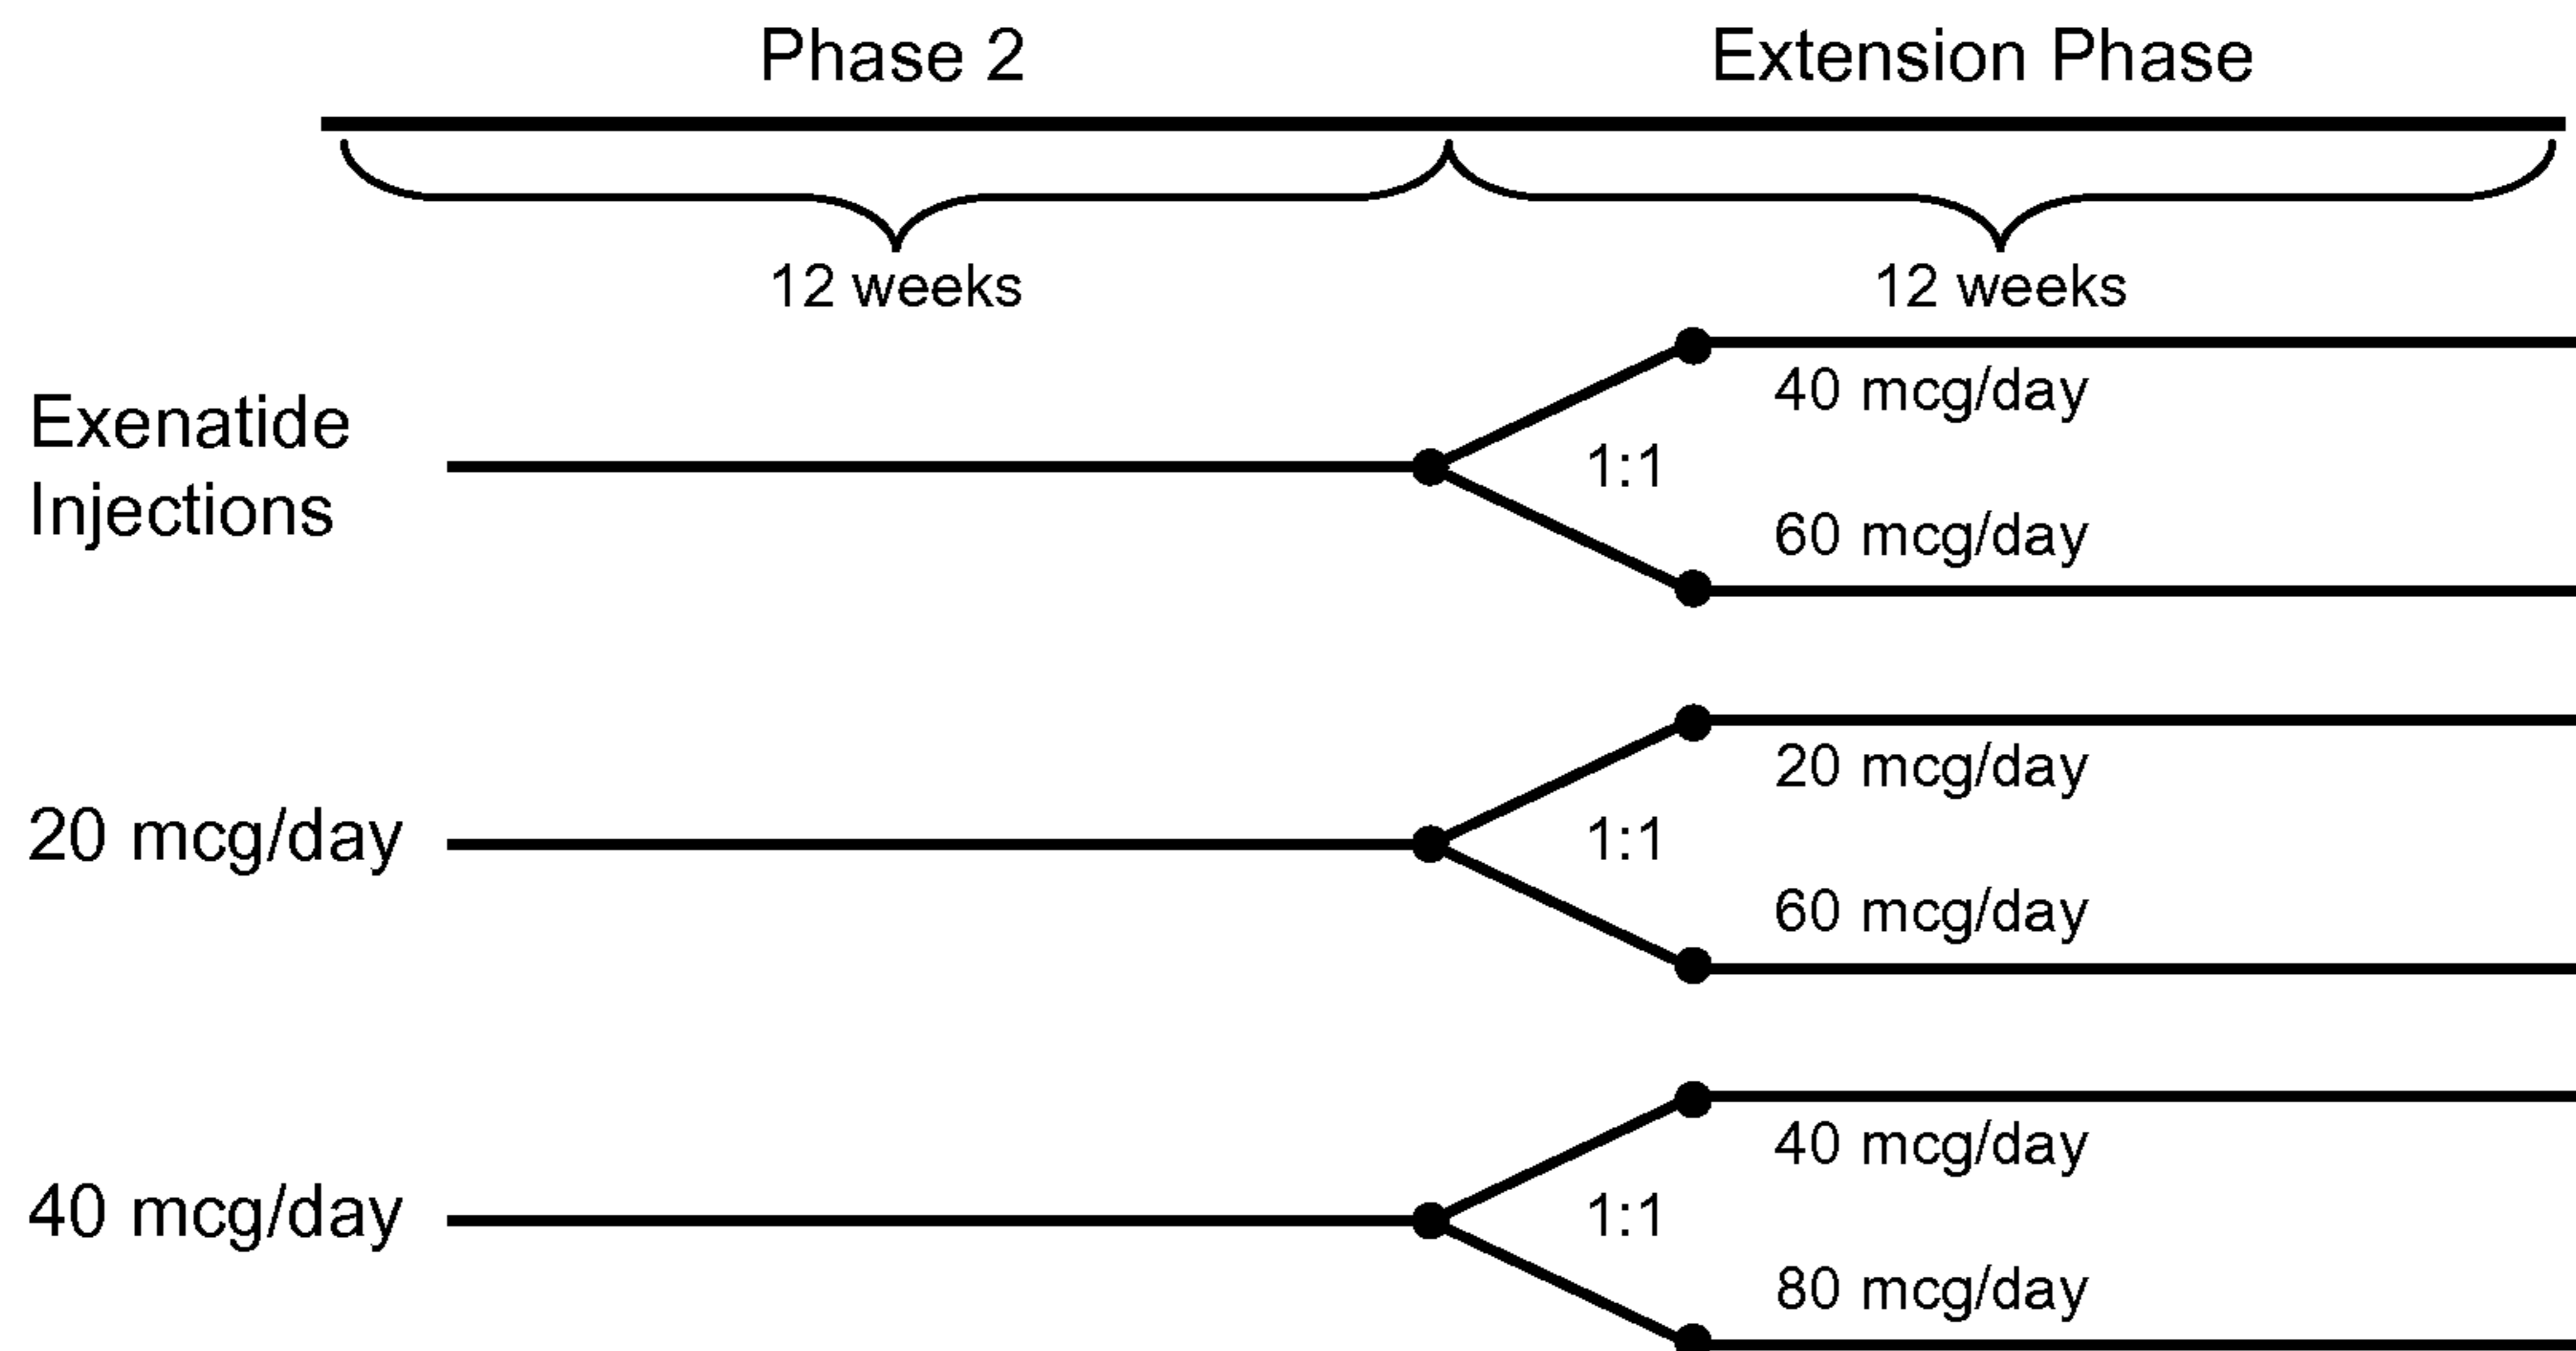 Phase 2
Extension Phase
12 weeks
12 weeks
Exenatide
Injections
1:1
40 mcg/day
60 mcg/day
20 mcg/day
1:1
20 mcg/day
60 mcg/day
40 mcg/day
1:1
40 mcg/day
80 mcg/day